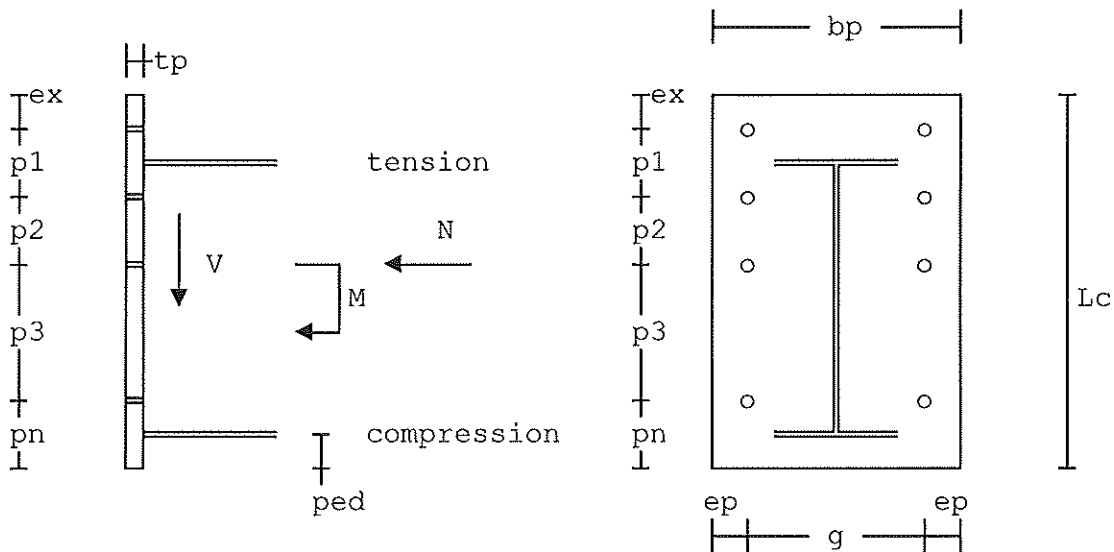 bp
tp
ex
ex
p1
tension
p1
p2
V
N
p2
M
Lc
p3
p3
pn
compression
pn
ped
ep
ep
g